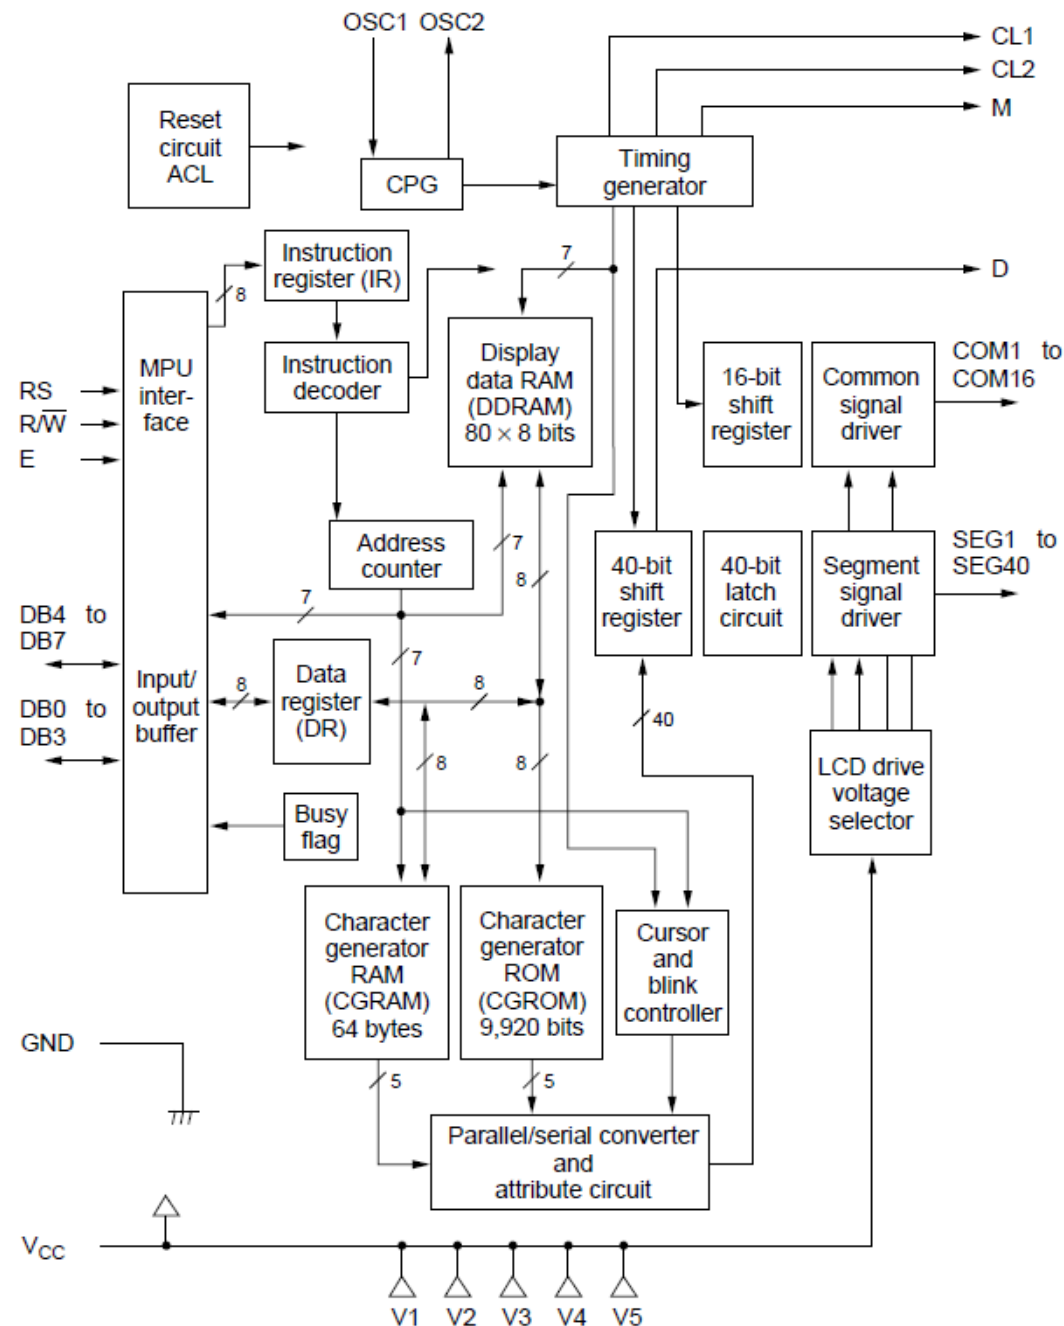 OSC1 OSC2
CL1
CL2
M
Reset
circuit
ACL
CPG
Timing
generator
Instruction
register (IR)
8
7
D
MPU
inter-
face
Instruction
decoder
Display
data RAM
(DDRAM)
80 × 8 bits
16-bit
shift
register
Common
signal
driver
COM1 to
COM16
RS
R/W̅
E
Address
counter
7
8
40-bit
shift
register
40-bit
latch
circuit
Segment
signal
driver
SEG1 to
SEG40
DB4 to
DB7
7
7
Input/
output
buffer
8
Data
register
(DR)
8
DB0 to
DB3
40
8
8
LCD drive
voltage
selector
Busy
flag
Character
generator
RAM
(CGRAM)
64 bytes
Character
generator
ROM
(CGROM)
9,920 bits
Cursor
and
blink
controller
GND
5
5
Parallel/serial converter
and
attribute circuit
VCC
V1 V2 V3 V4 V5